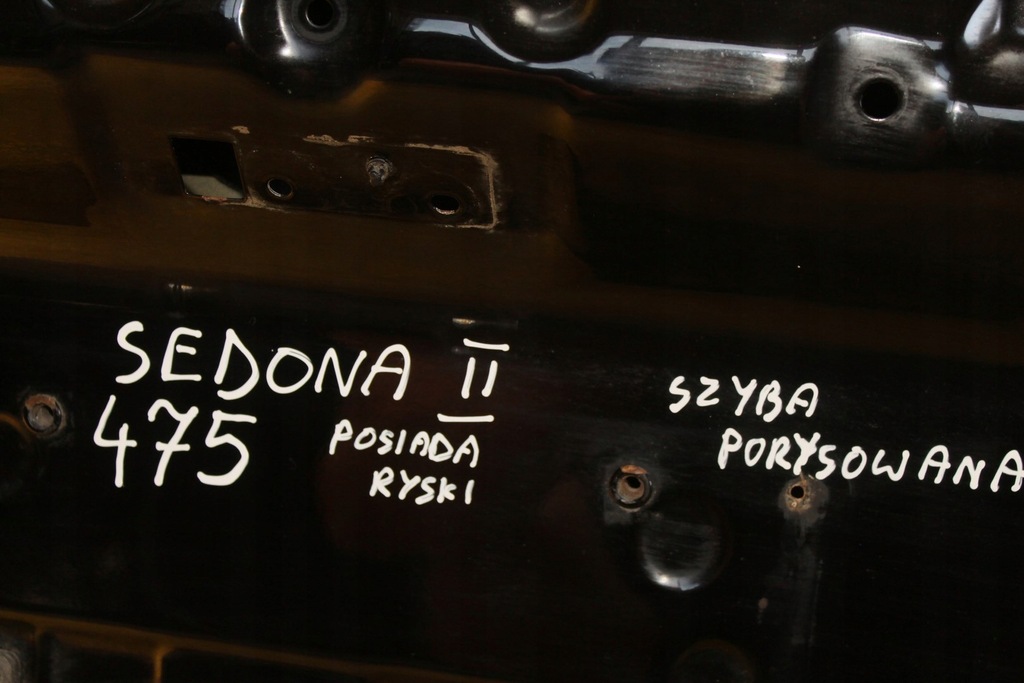 SEDONA II
475
POSIADA
RYSKI
SZYBA
PORYSOWANA